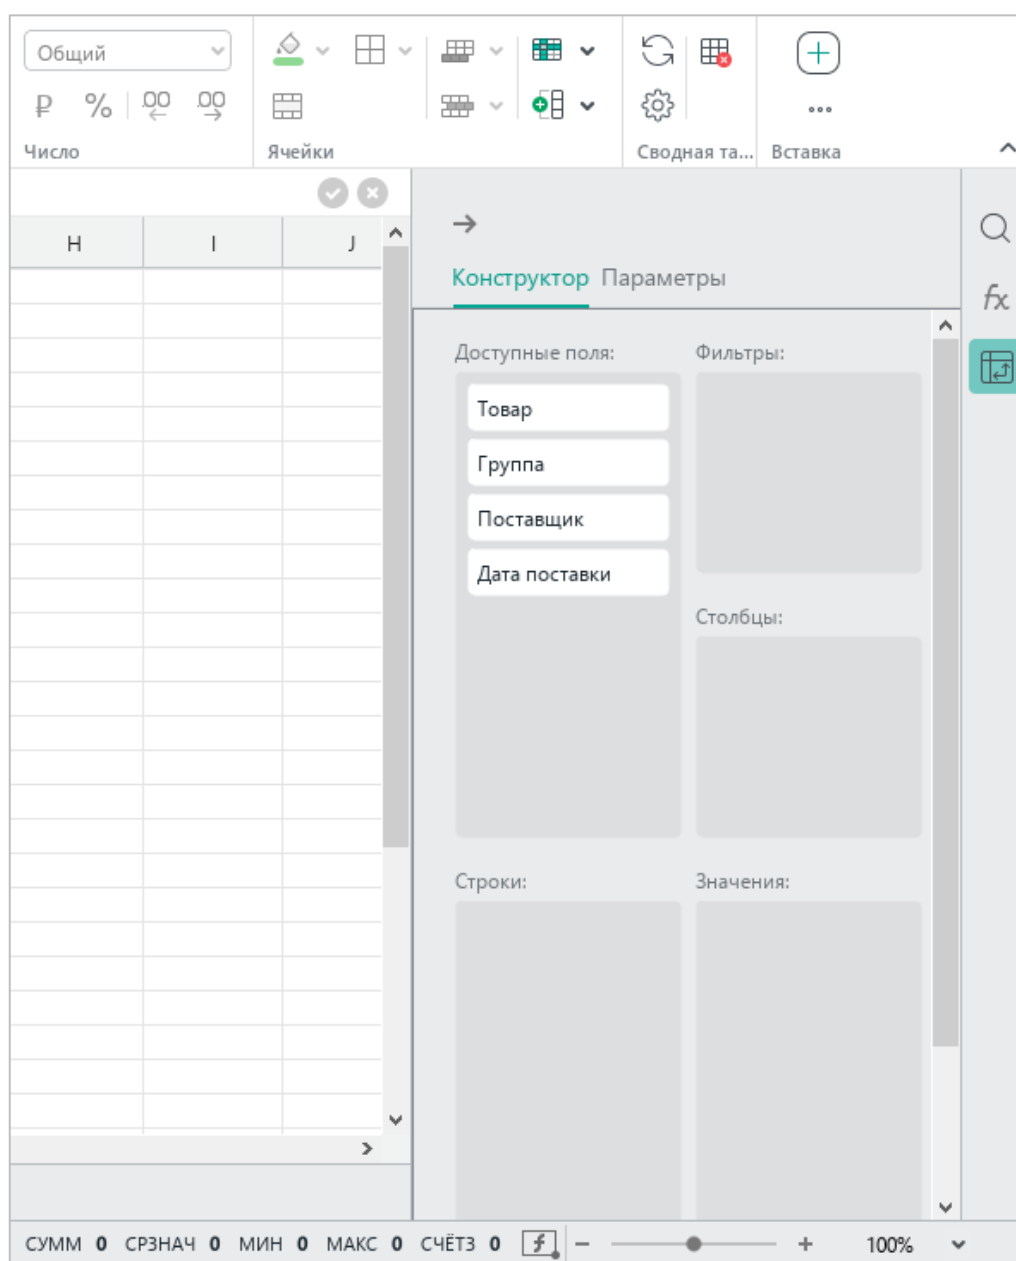 Общий
₽ % .00 .00
Число Ячейки Сводная та... Вставка
H I J
Конструктор Параметры
fx
Доступные поля: Фильтры:
Товар
Группа
Поставщик
Дата поставки
Столбцы:
Строки: Значения:
СУММ 0 СРЗНАЧ 0 МИН 0 МАКС 0 СЧЁТЗ 0 f − + 100%